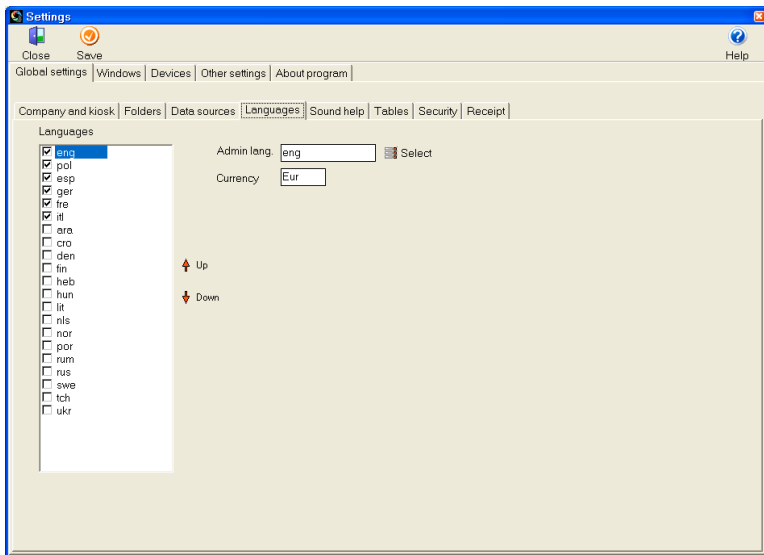 Settings
Close Save Help
Global settings Windows Devices Other settings About program
Company and kiosk Folders Data sources Languages Sound help Tables Security Receipt
Languages
eng
pol
esp
ger
fre
itl
ara
cro
den
fin
heb
hun
lit
nls
nor
por
rum
rus
swe
tch
ukr
Admin lang. eng Select
Currency Eur
Up
Down